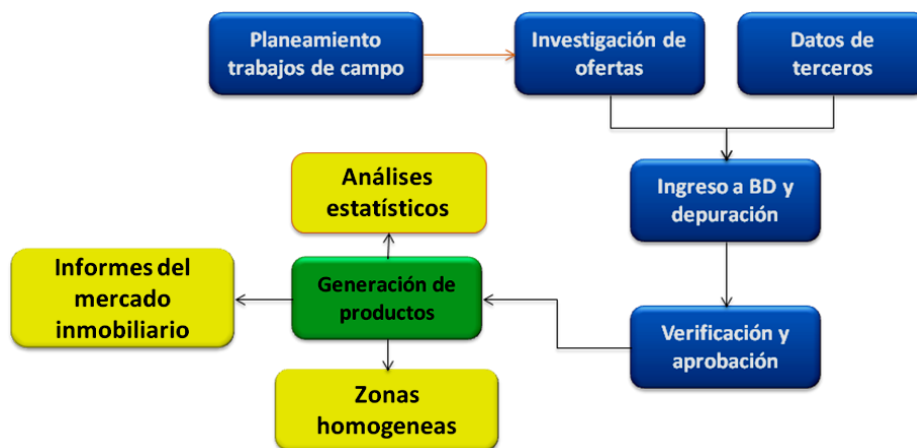 Planeamiento
trabajos de campo
Investigación de
ofertas
Datos de
terceros
Ingreso a BD y
depuración
Verificación y
aprobación
Generación de
productos
Análises
estatísticos
Informes del
mercado
inmobiliario
Zonas
homogeneas